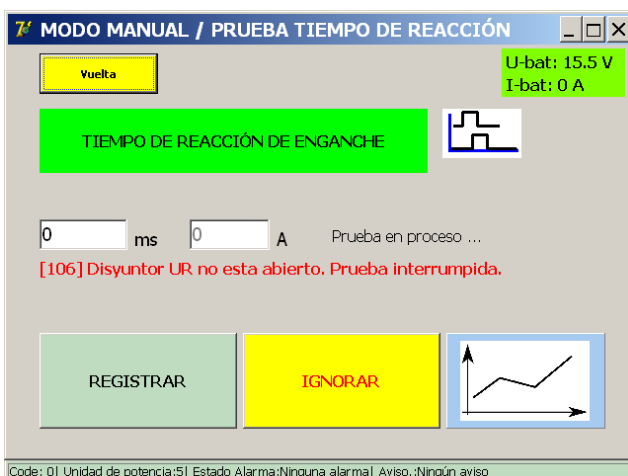 MODO MANUAL / PRUEBA TIEMPO DE REACCIÓN
Vuelta
U-bat: 15.5 V
I-bat: 0 A
TIEMPO DE REACCIÓN DE ENGANCHE
0 ms 0 A Prueba en proceso ...
[106] Disyuntor UR no esta abierto. Prueba interrumpida.
REGISTRAR IGNORAR
Code: 0| Unidad de potencia:5| Estado Alarma:Ninguna alarma| Aviso.:Ningún aviso